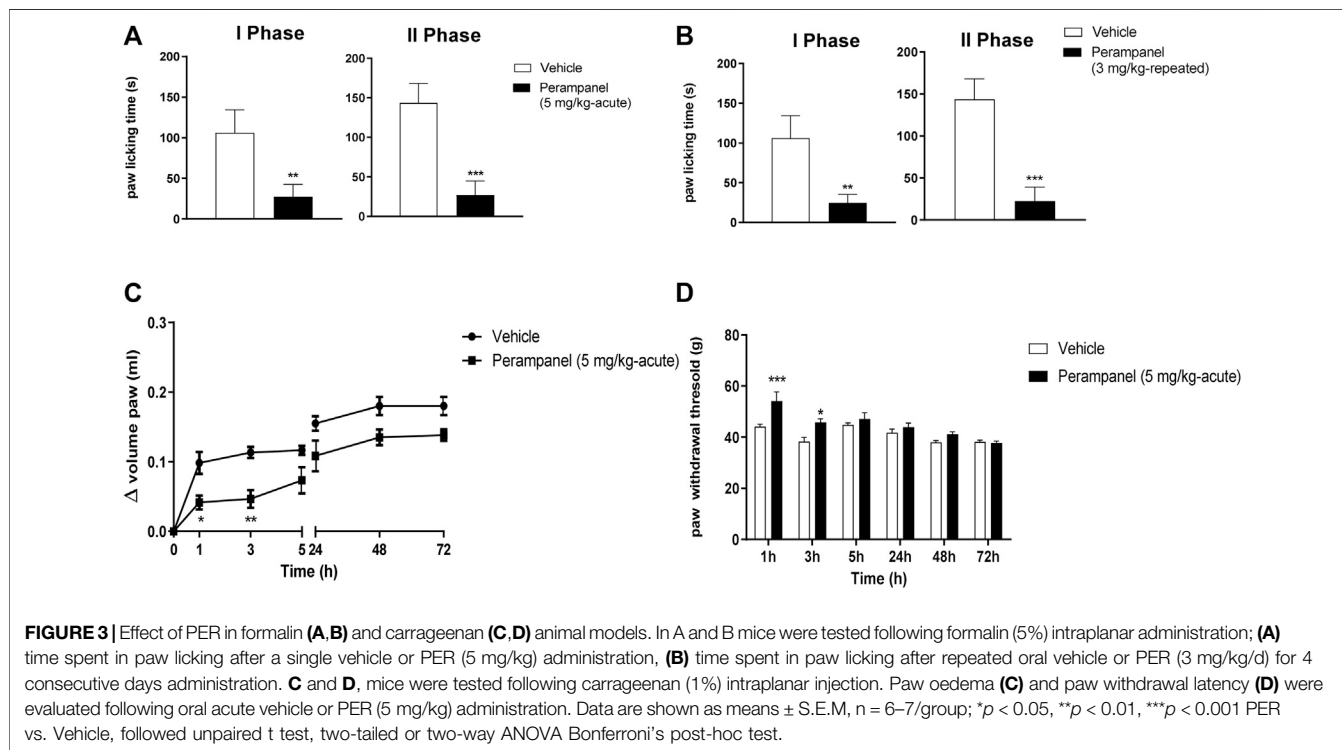 A
I Phase
II Phase
paw licking time (s)
200
150
100
50
0
**
200
150
100
50
0
***
Vehicle
Perampanel
(5 mg/kg-acute)
B
I Phase
II Phase
paw licking time (s)
200
150
100
50
0
**
200
150
100
50
0
***
Vehicle
Perampanel
(3 mg/kg-repeated)
C
Δ volume paw (ml)
0.3
0.2
0.1
0.0
* **
0 1 3 5 24 48 72
Time (h)
Vehicle
Perampanel (5 mg/kg-acute)
D
paw withdrawal thresold (g)
80
60
40
20
0
***
*
1h 3h 5h 24h 48h 72h
Time (h)
Vehicle
Perampanel (5 mg/kg-acute)
FIGURE 3 | Effect of PER in formalin (A,B) and carrageenan (C,D) animal models. In A and B mice were tested following formalin (5%) intraplanar administration; (A)
time spent in paw licking after a single vehicle or PER (5 mg/kg) administration, (B) time spent in paw licking after repeated oral vehicle or PER (3 mg/kg/d) for 4
consecutive days administration. C and D, mice were tested following carrageenan (1%) intraplanar injection. Paw oedema (C) and paw withdrawal latency (D) were
evaluated following oral acute vehicle or PER (5 mg/kg) administration. Data are shown as means ± S.E.M, n = 6–7/group; *p < 0.05, **p < 0.01, ***p < 0.001 PER
vs. Vehicle, followed unpaired t test, two-tailed or two-way ANOVA Bonferroni's post-hoc test.